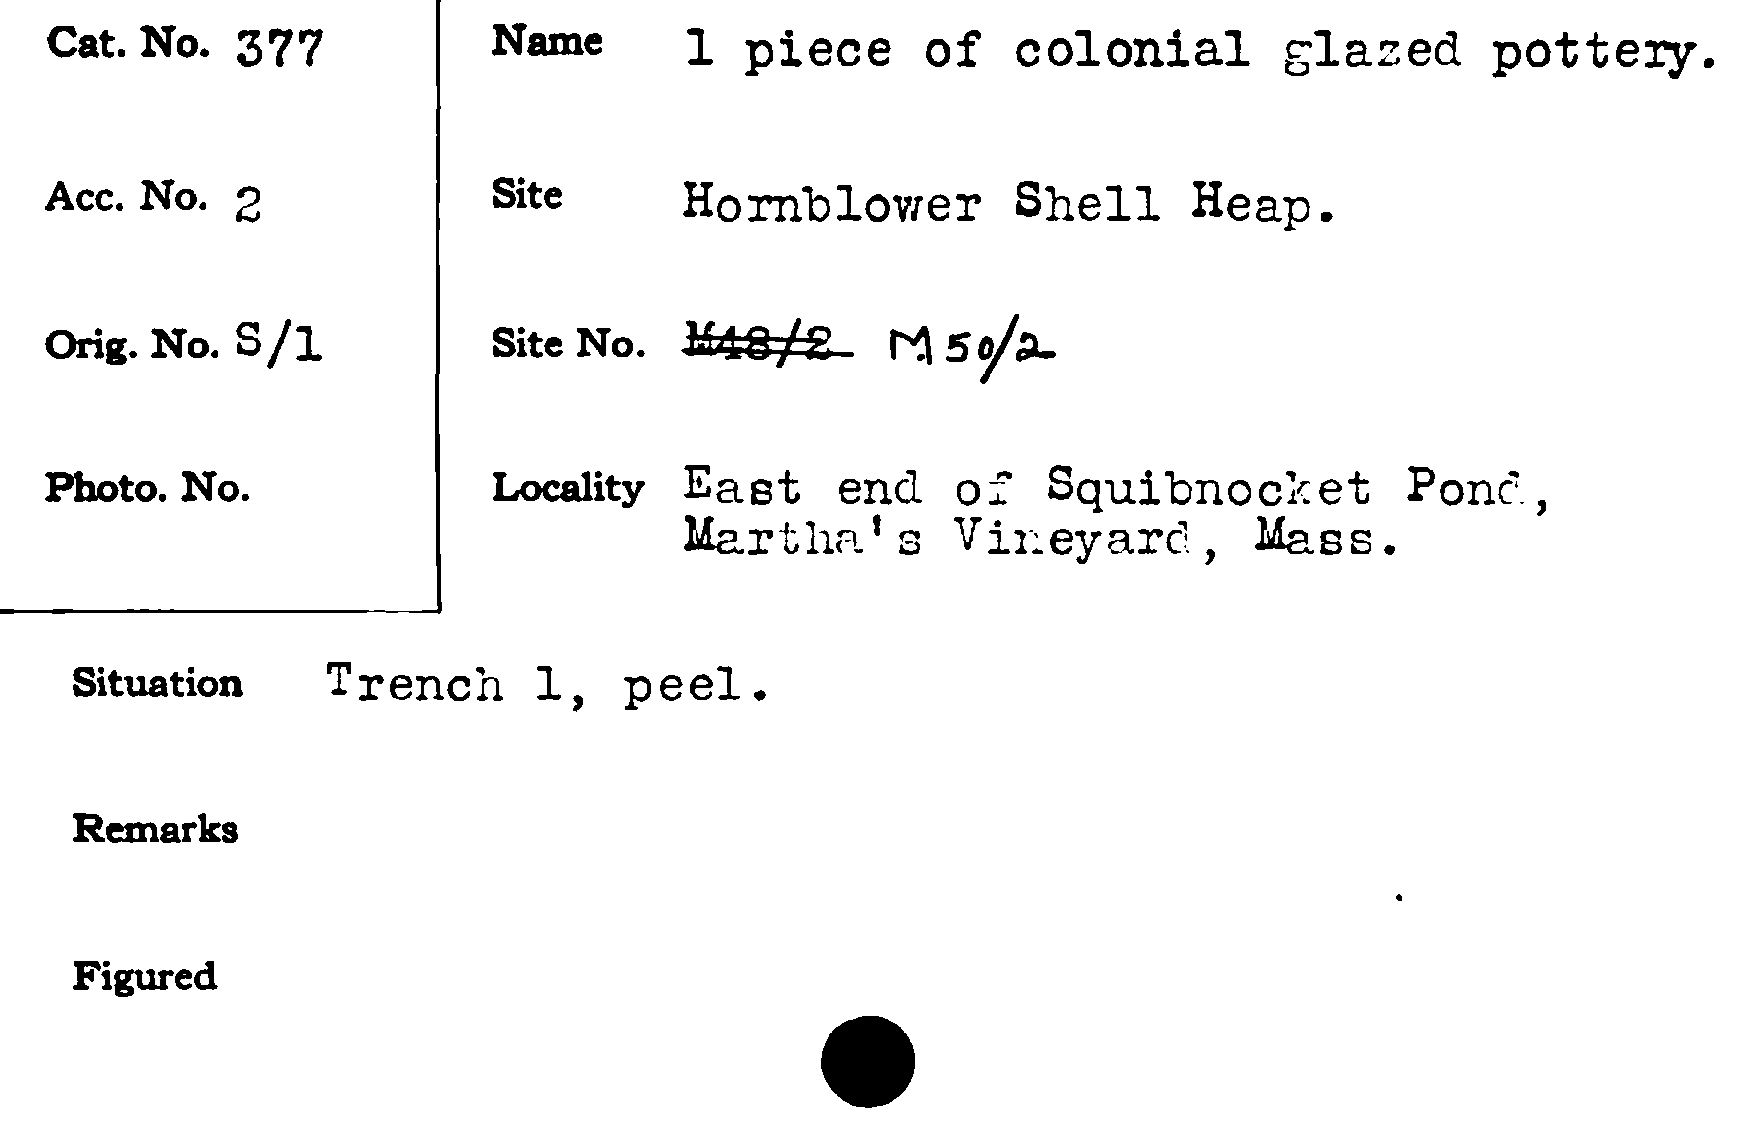 Cat. No. 377
Name 1 piece of colonial glazed pottery.
Acc. No. 2
Site Hornblower Shell Heap.
Orig. No. S/1
Site No. M48/2 M50/2
Photo. No.
Locality East end of Squibnocket Pond,
Martha's Vineyard, Mass.
Situation Trench 1, peel.
Remarks
Figured